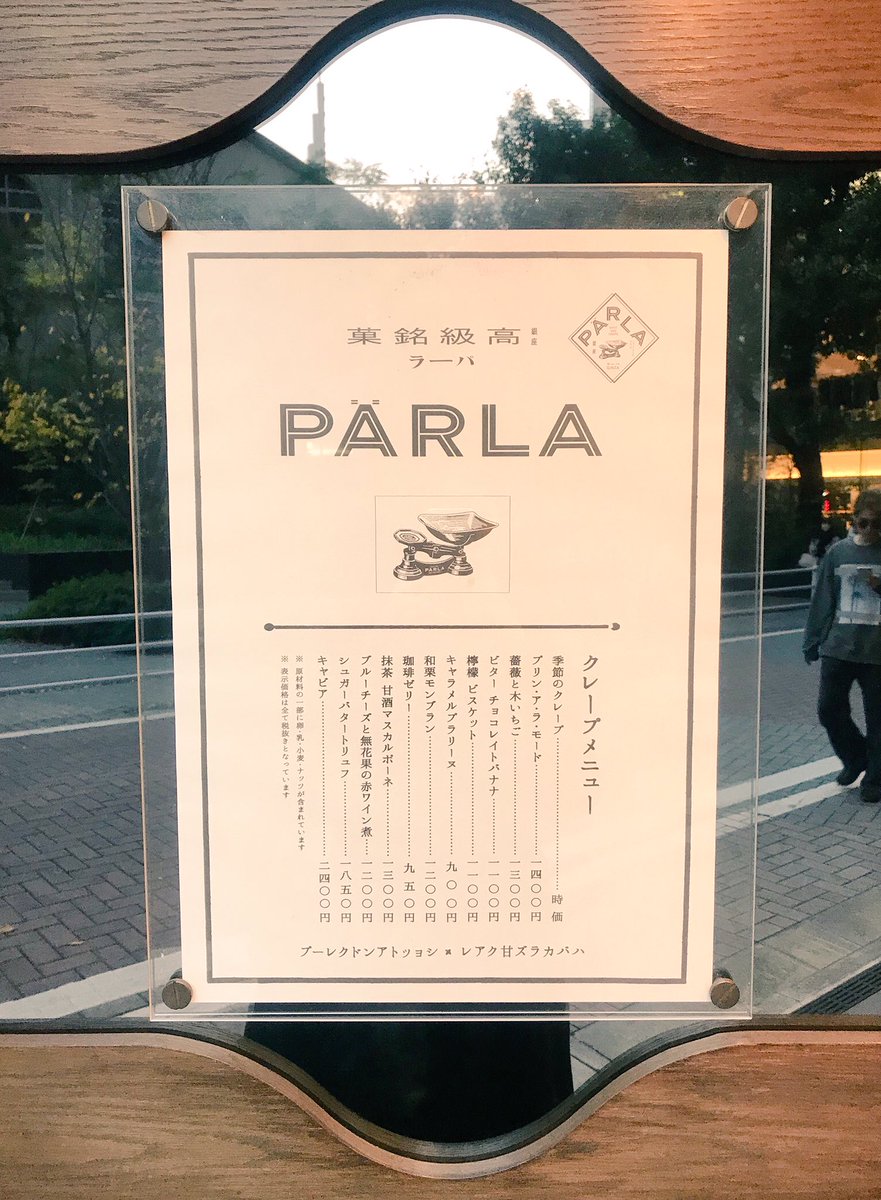 銀座 高級銘菓
パーラ
PÄRLA
PÄRLA
銀座
PÄRLA
クレープメニュー
季節のクレープ……時価
プリン・ア・ラ・モード……一四〇〇円
薔薇と木いちご……一三〇〇円
ビター チョコレイトバナナ……一一〇〇円
檸檬 ビスケット……一一〇〇円
キャラメルプラリーヌ……九〇〇円
和栗モンブラン……一二〇〇円
珈琲ゼリー……九五〇円
抹茶 甘酒マスカルポーネ……一三〇〇円
ブルーチーズと無花果の赤ワイン煮……一二〇〇円
シュガーバタートリュフ……一八五〇円
キャビア……二四〇〇円
※ 原材料の一部に卵・乳・小麦・ナッツが含まれています
※ 表示価格は全て税抜きとなっています
ハバカラズ甘クアレ × ショットアンドクレープ